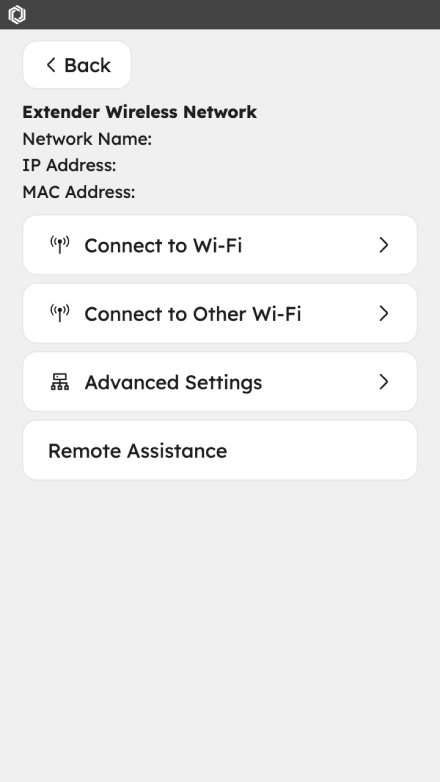 Back
Extender Wireless Network
Network Name:
IP Address:
MAC Address:
Connect to Wi-Fi
Connect to Other Wi-Fi
Advanced Settings
Remote Assistance